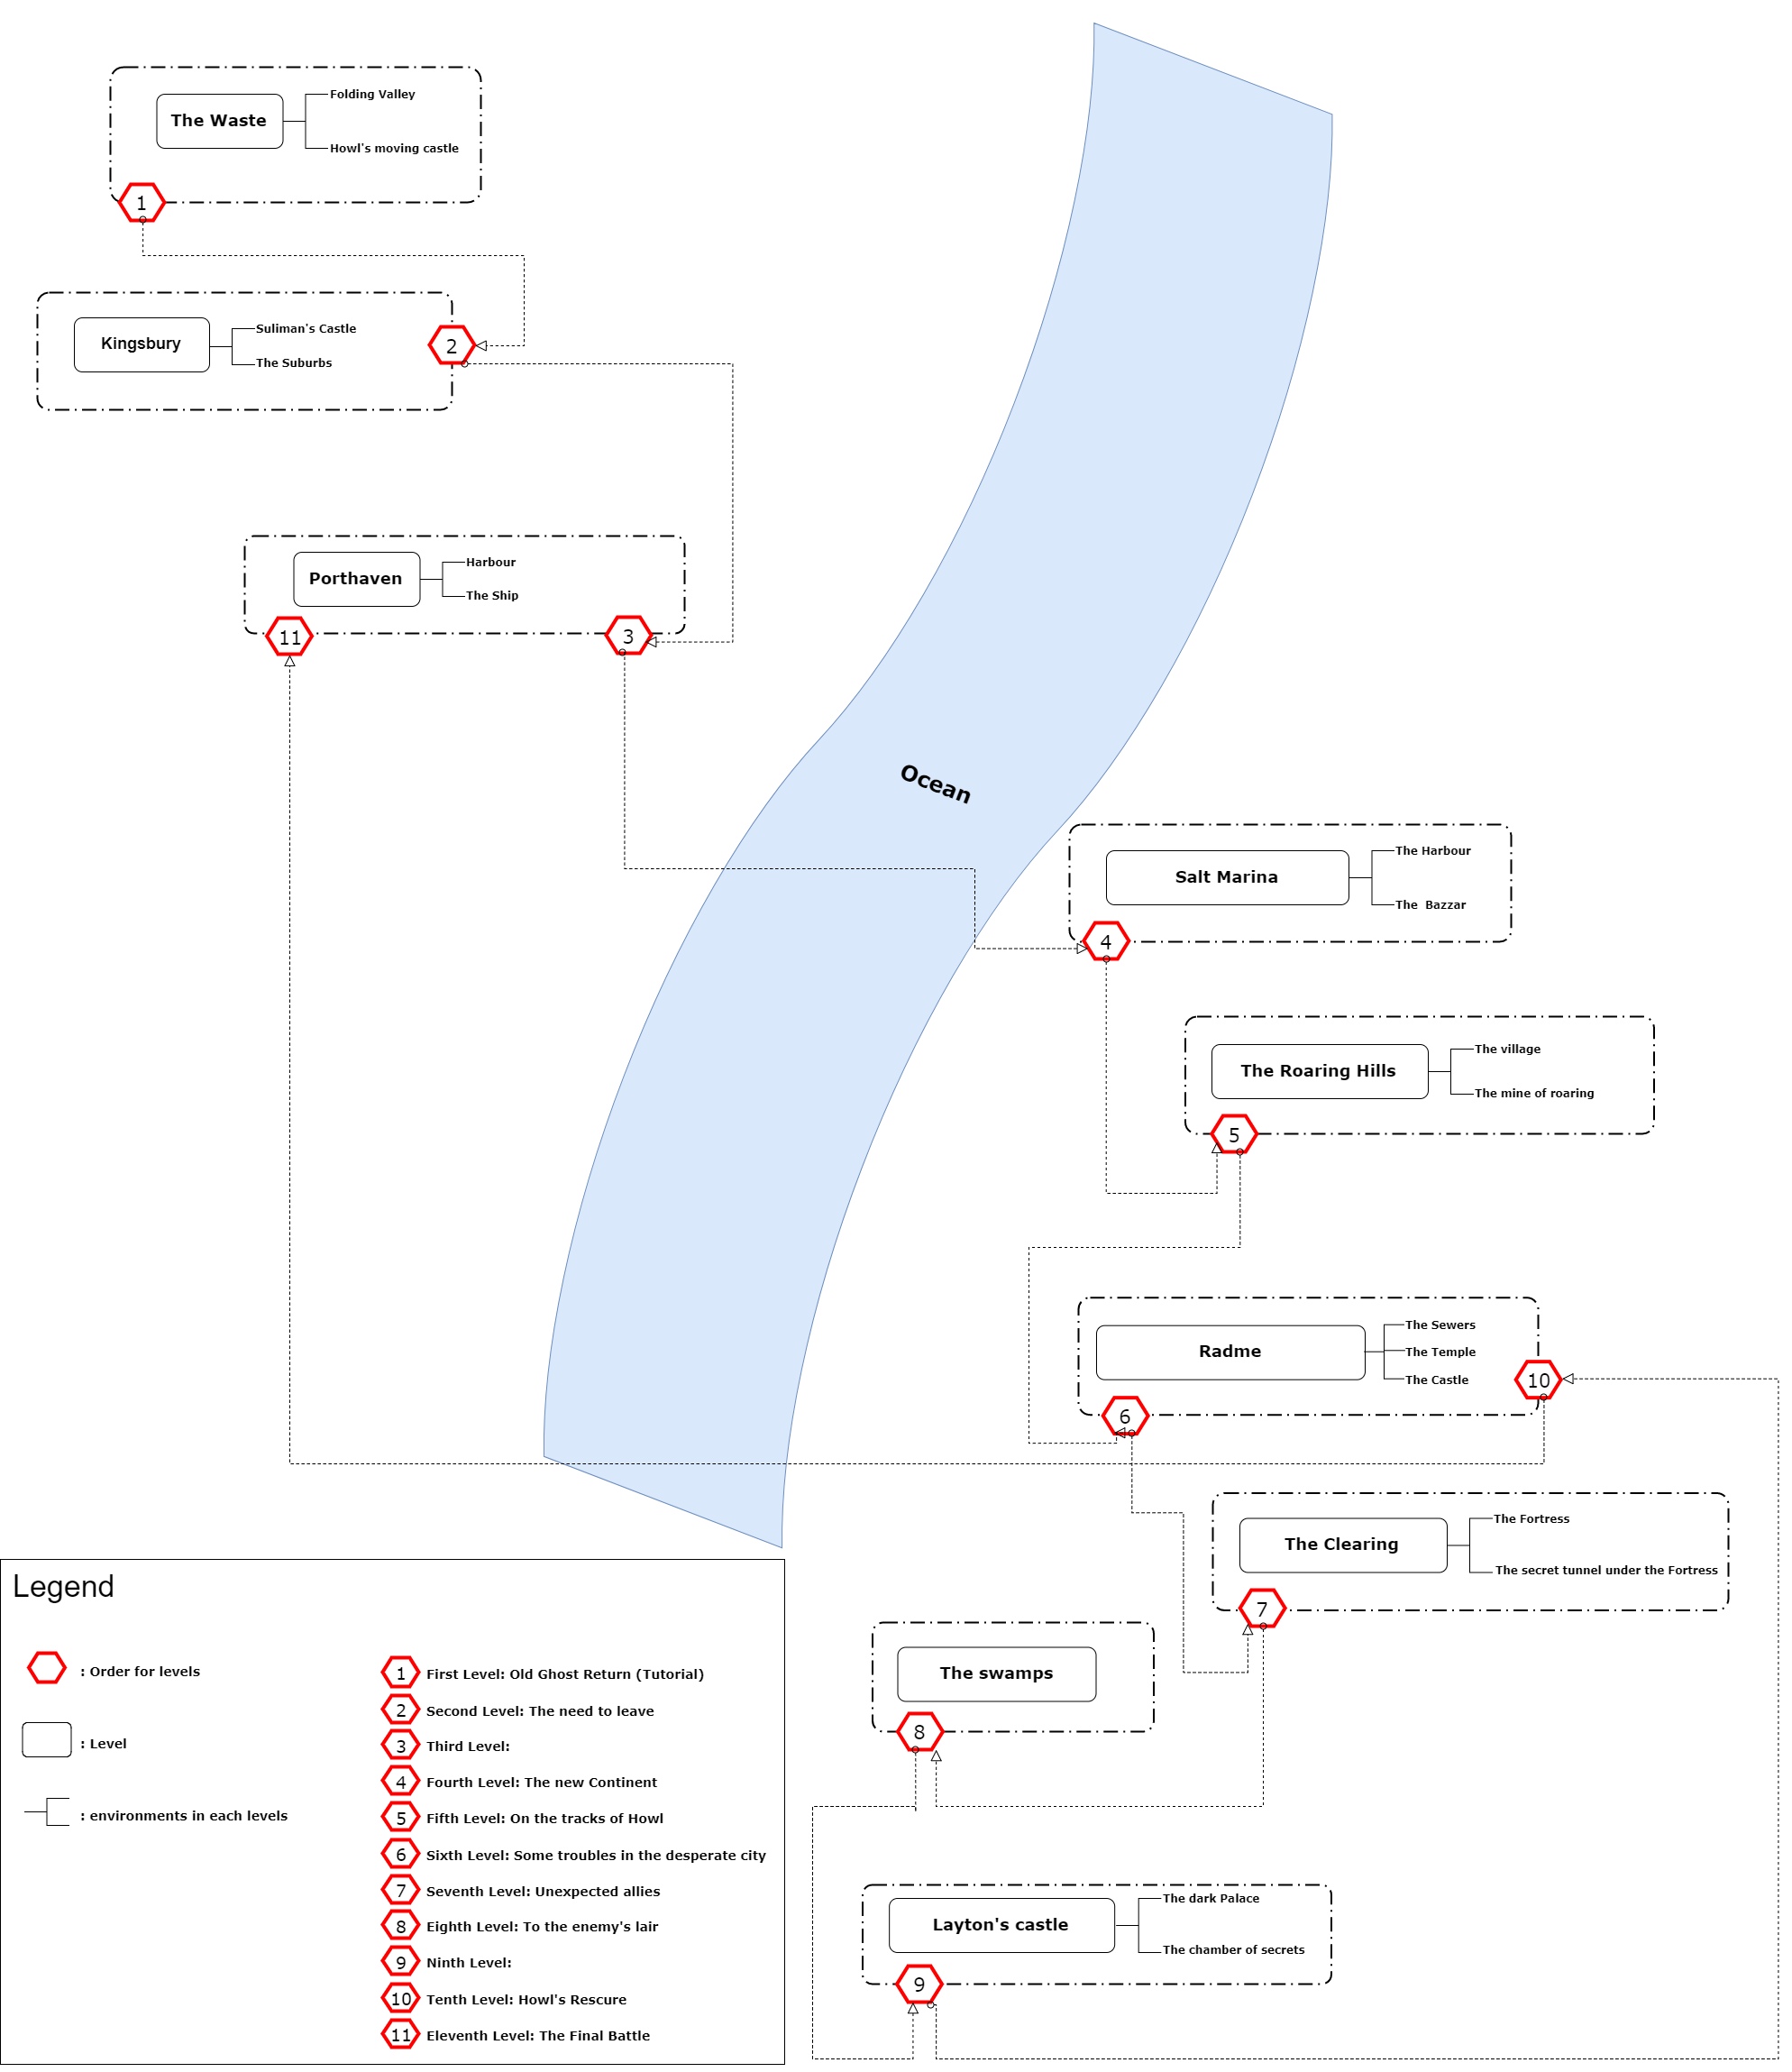 The Waste
Folding Valley
Howl's moving castle
1
Kingsbury
Suliman's Castle
The Suburbs
2
Porthaven
Harbour
The Ship
11
3
Ocean
Salt Marina
The Harbour
The Bazzar
4
The Roaring Hills
The village
The mine of roaring
5
Radme
The Sewers
The Temple
The Castle
10
6
The Clearing
The Fortress
The secret tunnel under the Fortress
7
The swamps
8
Layton's castle
The dark Palace
The chamber of secrets
9
Legend
: Order for levels
: Level
: environments in each levels
1 First Level: Old Ghost Return (Tutorial)
2 Second Level: The need to leave
3 Third Level:
4 Fourth Level: The new Continent
5 Fifth Level: On the tracks of Howl
6 Sixth Level: Some troubles in the desperate city
7 Seventh Level: Unexpected allies
8 Eighth Level: To the enemy's lair
9 Ninth Level:
10 Tenth Level: Howl's Rescure
11 Eleventh Level: The Final Battle